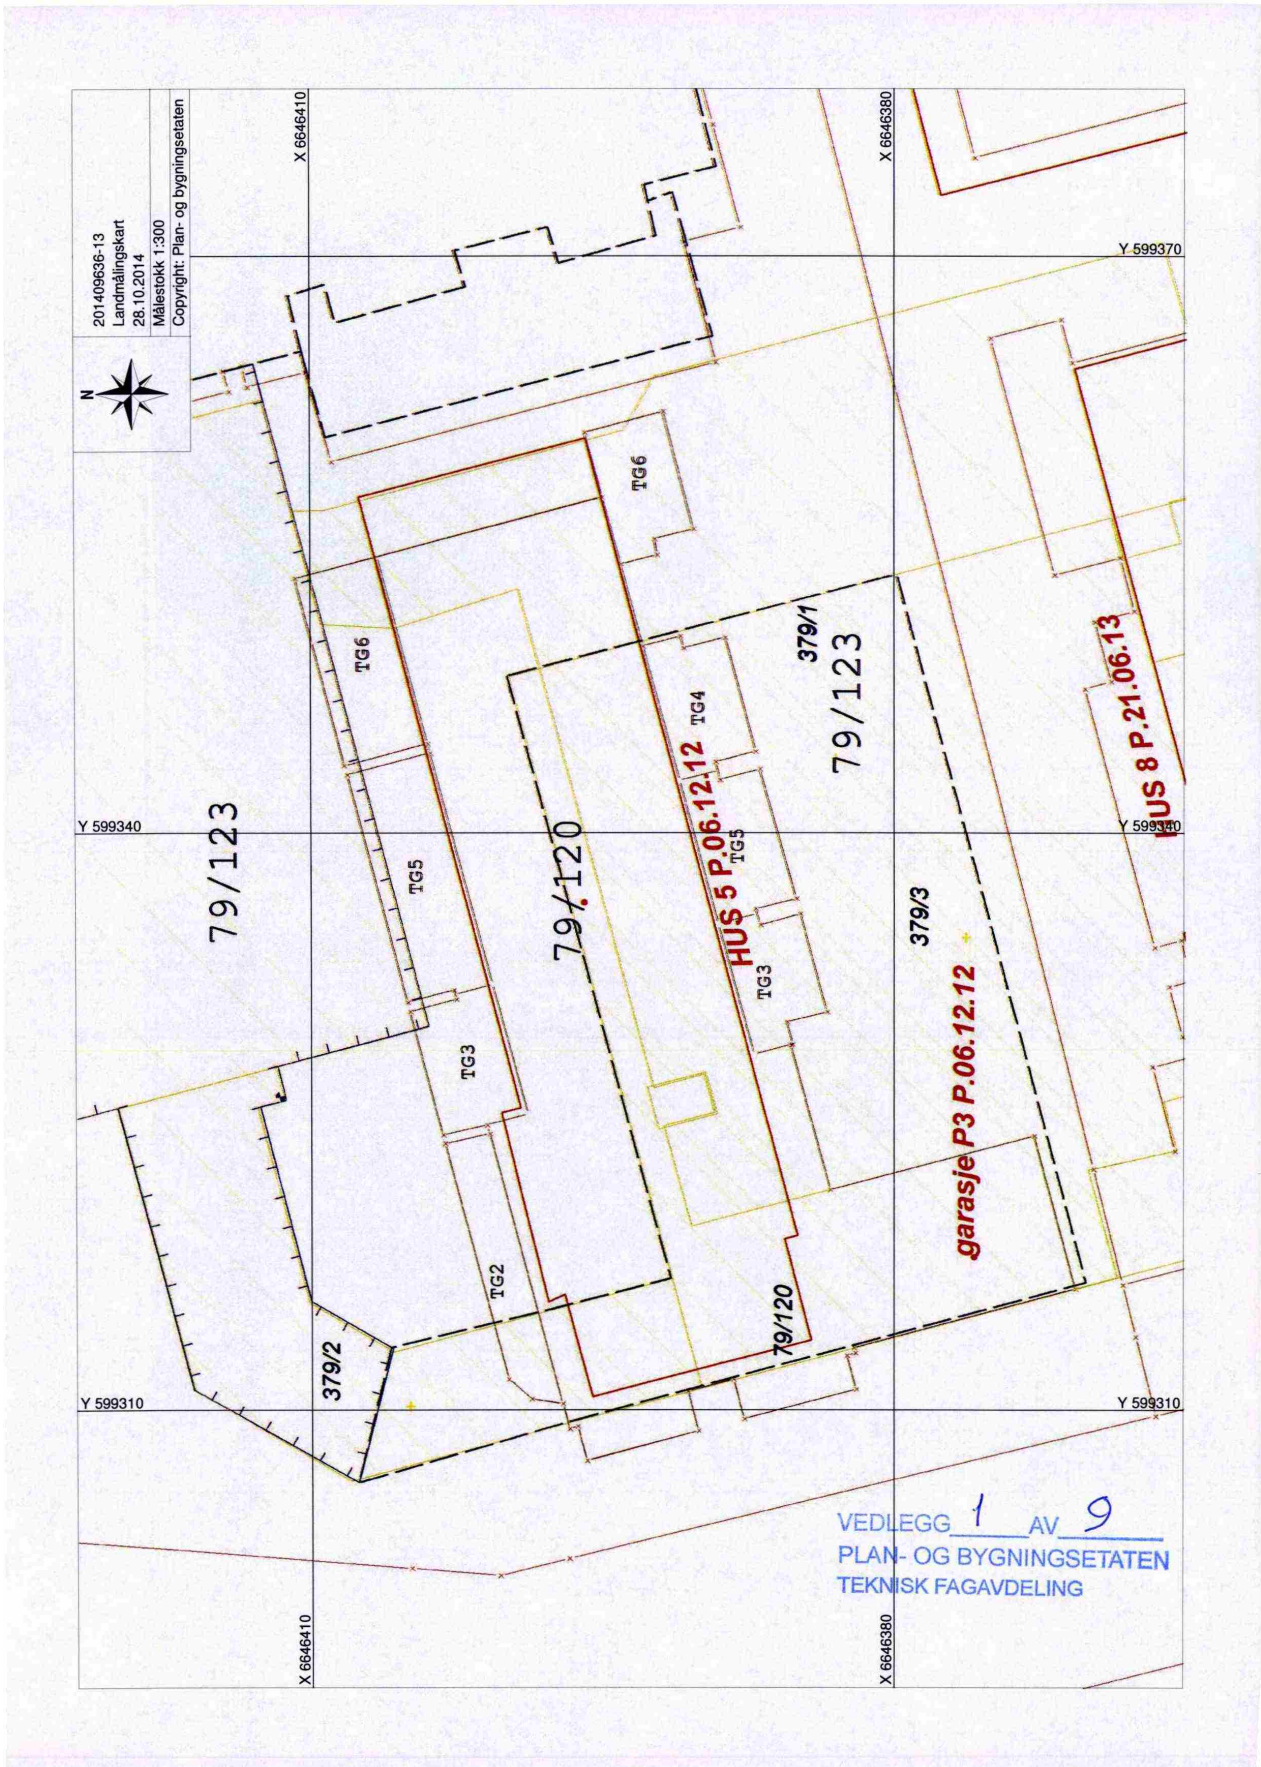 201409636-13
Landmålingskart
28.10.2014
Målestokk 1:300
Copyright: Plan- og bygningsetaten
N
X 6646410
X 6646380
Y 599370
TG6
TG6
379/1
79/123
TG4
HUS 5 P.06.12.12
HUS 8 P.21.06.13
79/123
Y 599340
Y 599340
TG5
79/120
TG5
379/3
TG3
TG3
garasje P3 P.06.12.12
TG2
79/120
379/2
Y 599310
Y 599310
X 6646410
X 6646380
VEDLEGG 1 AV 9
PLAN- OG BYGNINGSETATEN
TEKNISK FAGAVDELING